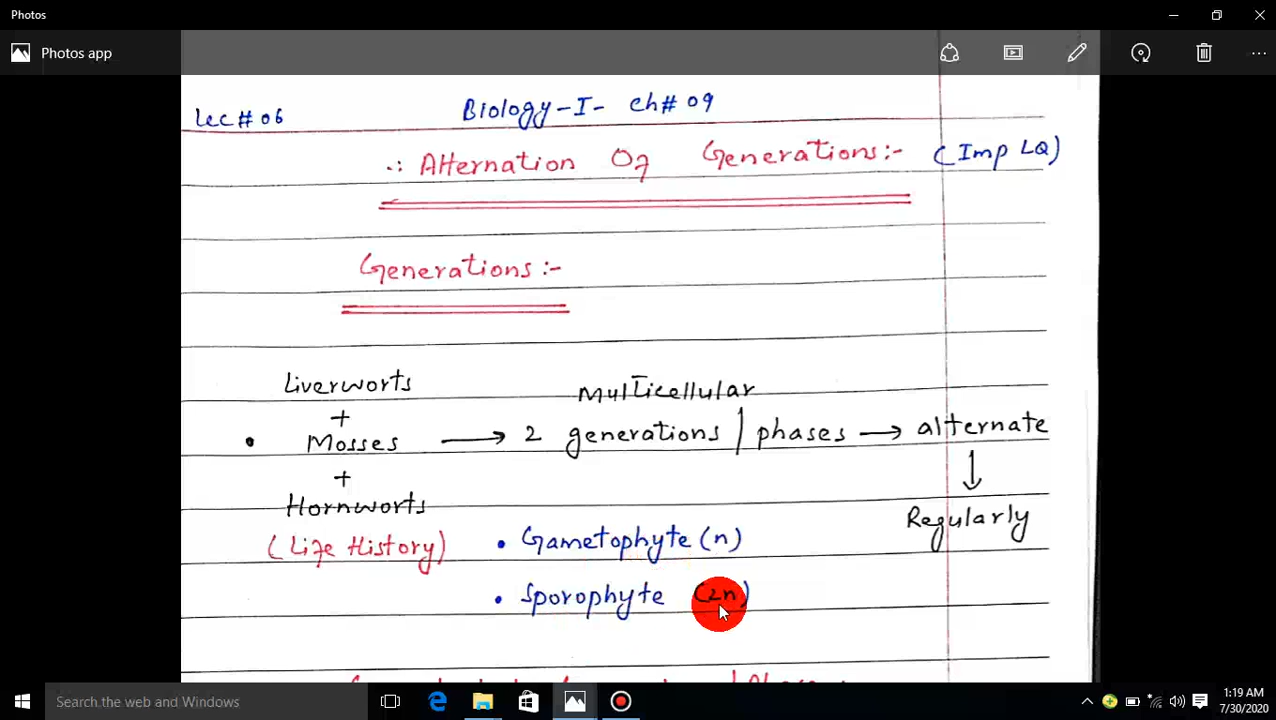 Photos
Photos app
Lec # 06
Biology-I- Ch# 09
∴ Alternation Of Generations:- (Imp LQ)
Generations:-
Liverworts
+
Mosses
+
Hornworts
(Life History)
Multicellular
• → 2 generations / phases → alternate
↓
Regularly
• Gametophyte (n)
• Sporophyte (2n)
Search the web and Windows
1:19 AM
7/30/2020